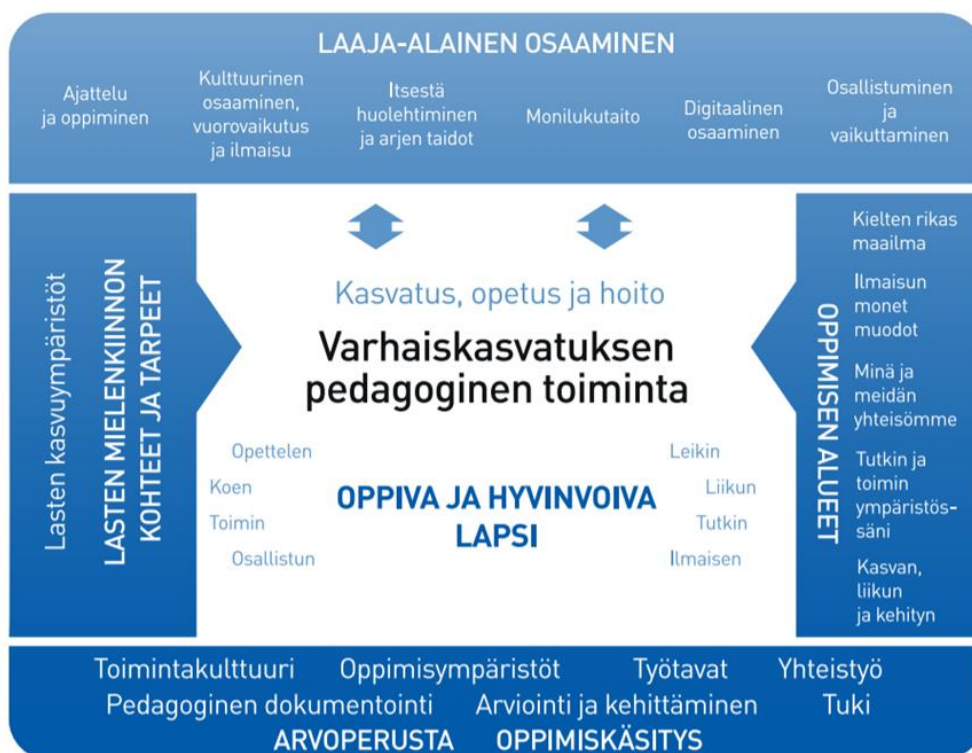 LAAJA-ALAINEN OSAAMINEN
Ajattelu
ja oppiminen
Kulttuurinen
osaaminen,
vuorovaikutus
ja ilmaisu
Itsestä
huolehtiminen
ja arjen taidot
Monilukutaito
Digitaalinen
osaaminen
Osallistuminen
ja
vaikuttaminen
Lasten kasvuympäristöt
LASTEN MIELENKIINNON
KOHTEET JA TARPEET
Kasvatus, opetus ja hoito
Varhaiskasvatuksen
pedagoginen toiminta
Opettelen
Koen
Toimin
Osallistun
OPPIVA JA HYVINVOIVA
LAPSI
Leikin
Liikun
Tutkin
Ilmaisen
OPPIMISEN ALUEET
Kielten rikas
maailma
Ilmaisun
monet
muodot
Minä ja
meidän
yhteisömme
Tutkin ja
toimin
ympäristös-
säni
Kasvan,
liikun
ja kehityn
Toimintakulttuuri Oppimisympäristöt Työtavat Yhteistyö
Pedagoginen dokumentointi Arviointi ja kehittäminen Tuki
ARVOPERUSTA OPPIMISKÄSITYS